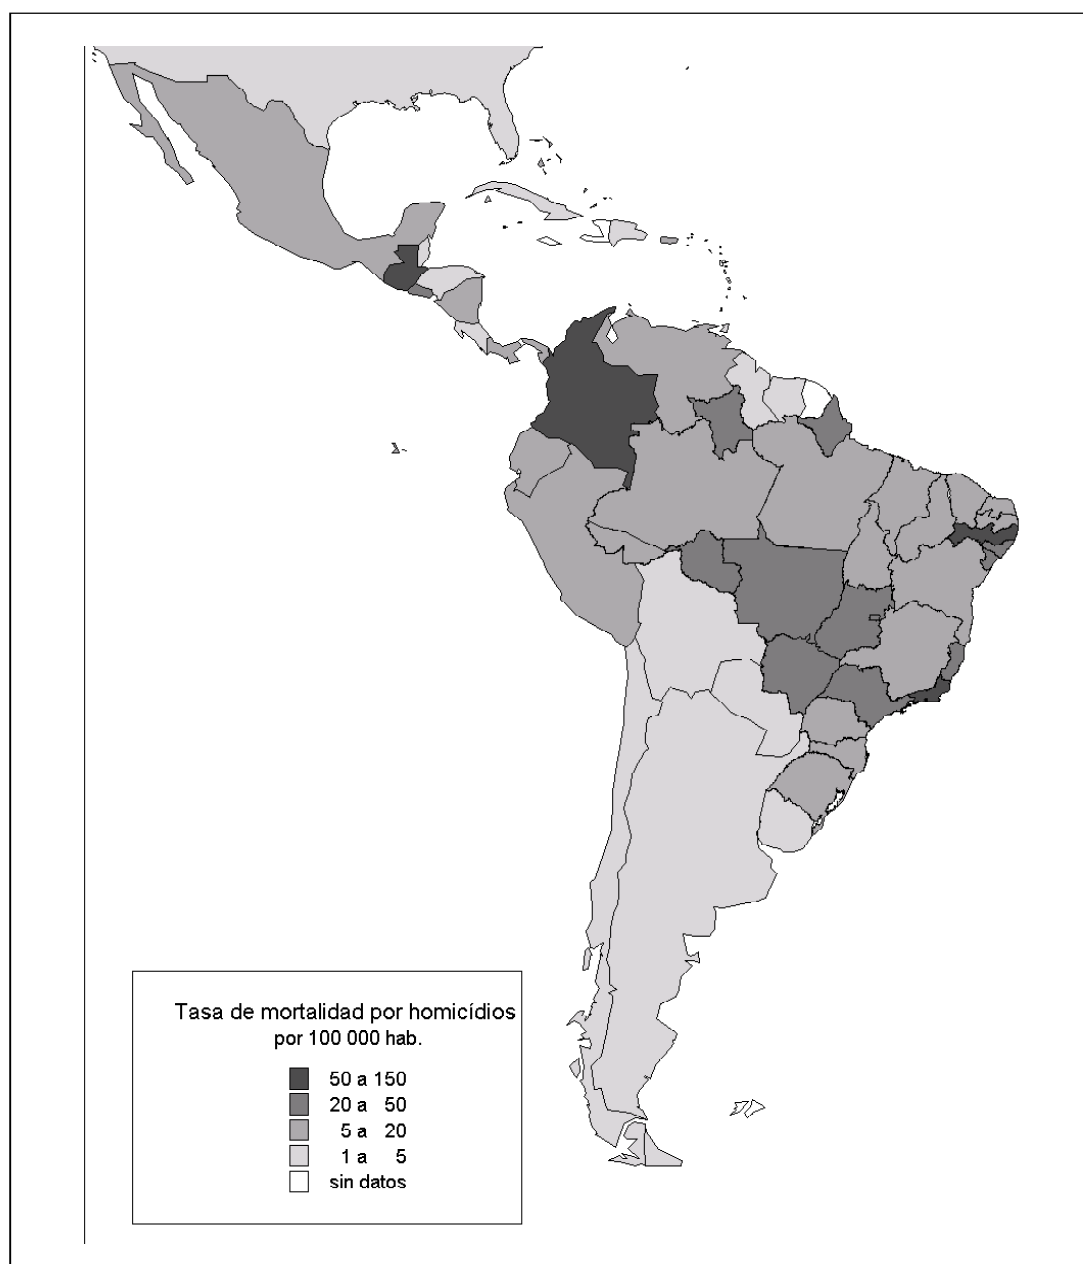 Tasa de mortalidad por homicídios
por 100 000 hab.
50 a 150
20 a 50
5 a 20
1 a 5
sin datos